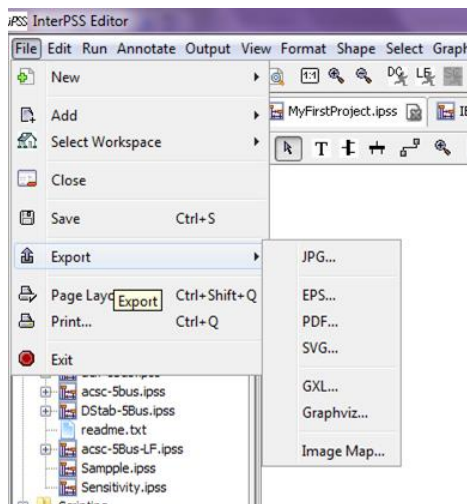 iPSS InterPSS Editor
File Edit Run Annotate Output View Format Shape Select Graph
New
1:1
MyFirstProject.ipss
Add
Select Workspace
T
Close
Save Ctrl+S
Export
JPG...
Page Layo Ctrl+Shift+Q
Export
EPS...
Print... Ctrl+Q
PDF...
SVG...
Exit
GXL...
acsc-5bus.ipss
Graphviz...
DStab-5Bus.ipss
readme.txt
acsc-5Bus-LF.ipss
Image Map...
Sampple.ipss
Sensitivity.ipss